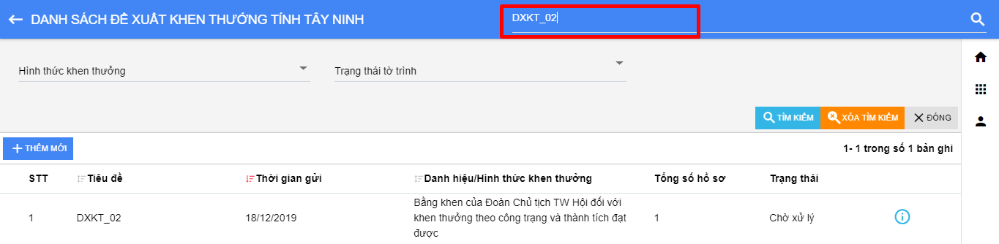 DANH SÁCH ĐỀ XUẤT KHEN THƯỞNG TỈNH TÂY NINH
DXKT_02
Hình thức khen thưởng
Trạng thái tờ trình
TÌM KIẾM
XÓA TÌM KIẾM
ĐÓNG
THÊM MỚI
1- 1 trong số 1 bản ghi
STT Tiêu đề Thời gian gửi Danh hiệu/Hình thức khen thưởng Tổng số hồ sơ Trạng thái
1 DXKT_02 18/12/2019 Bằng khen của Đoàn Chủ tịch TW Hội đối với 1 Chờ xử lý
khen thưởng theo công trạng và thành tích đạt
được